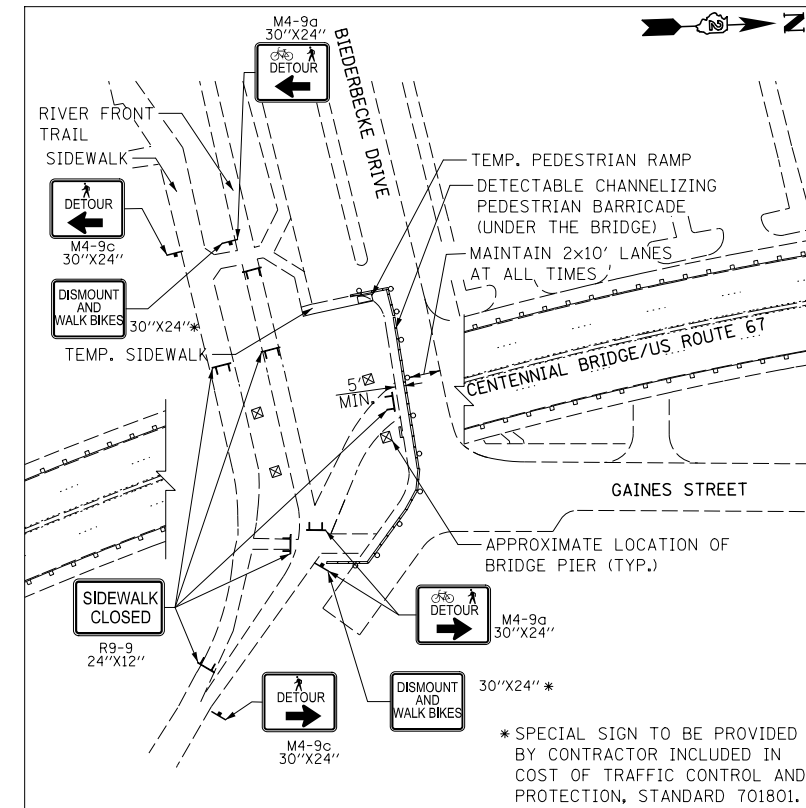 M4-9a
30"X24"
DETOUR
BIEDERBECKE DRIVE
N
RIVER FRONT
TRAIL
SIDEWALK
DETOUR
M4-9c
30"X24"
DISMOUNT
AND
WALK BIKES
30"X24"*
TEMP. SIDEWALK
TEMP. PEDESTRIAN RAMP
DETECTABLE CHANNELIZING
PEDESTRIAN BARRICADE
(UNDER THE BRIDGE)
MAINTAIN 2x10' LANES
AT ALL TIMES
CENTENNIAL BRIDGE/US ROUTE 67
5'
MIN.
GAINES STREET
APPROXIMATE LOCATION OF
BRIDGE PIER (TYP.)
SIDEWALK
CLOSED
R9-9
24"X12"
DETOUR
M4-9a
30"X24"
DETOUR
M4-9c
30"X24"
DISMOUNT
AND
WALK BIKES
30"X24" *
* SPECIAL SIGN TO BE PROVIDED
BY CONTRACTOR INCLUDED IN
COST OF TRAFFIC CONTROL AND
PROTECTION, STANDARD 701801.